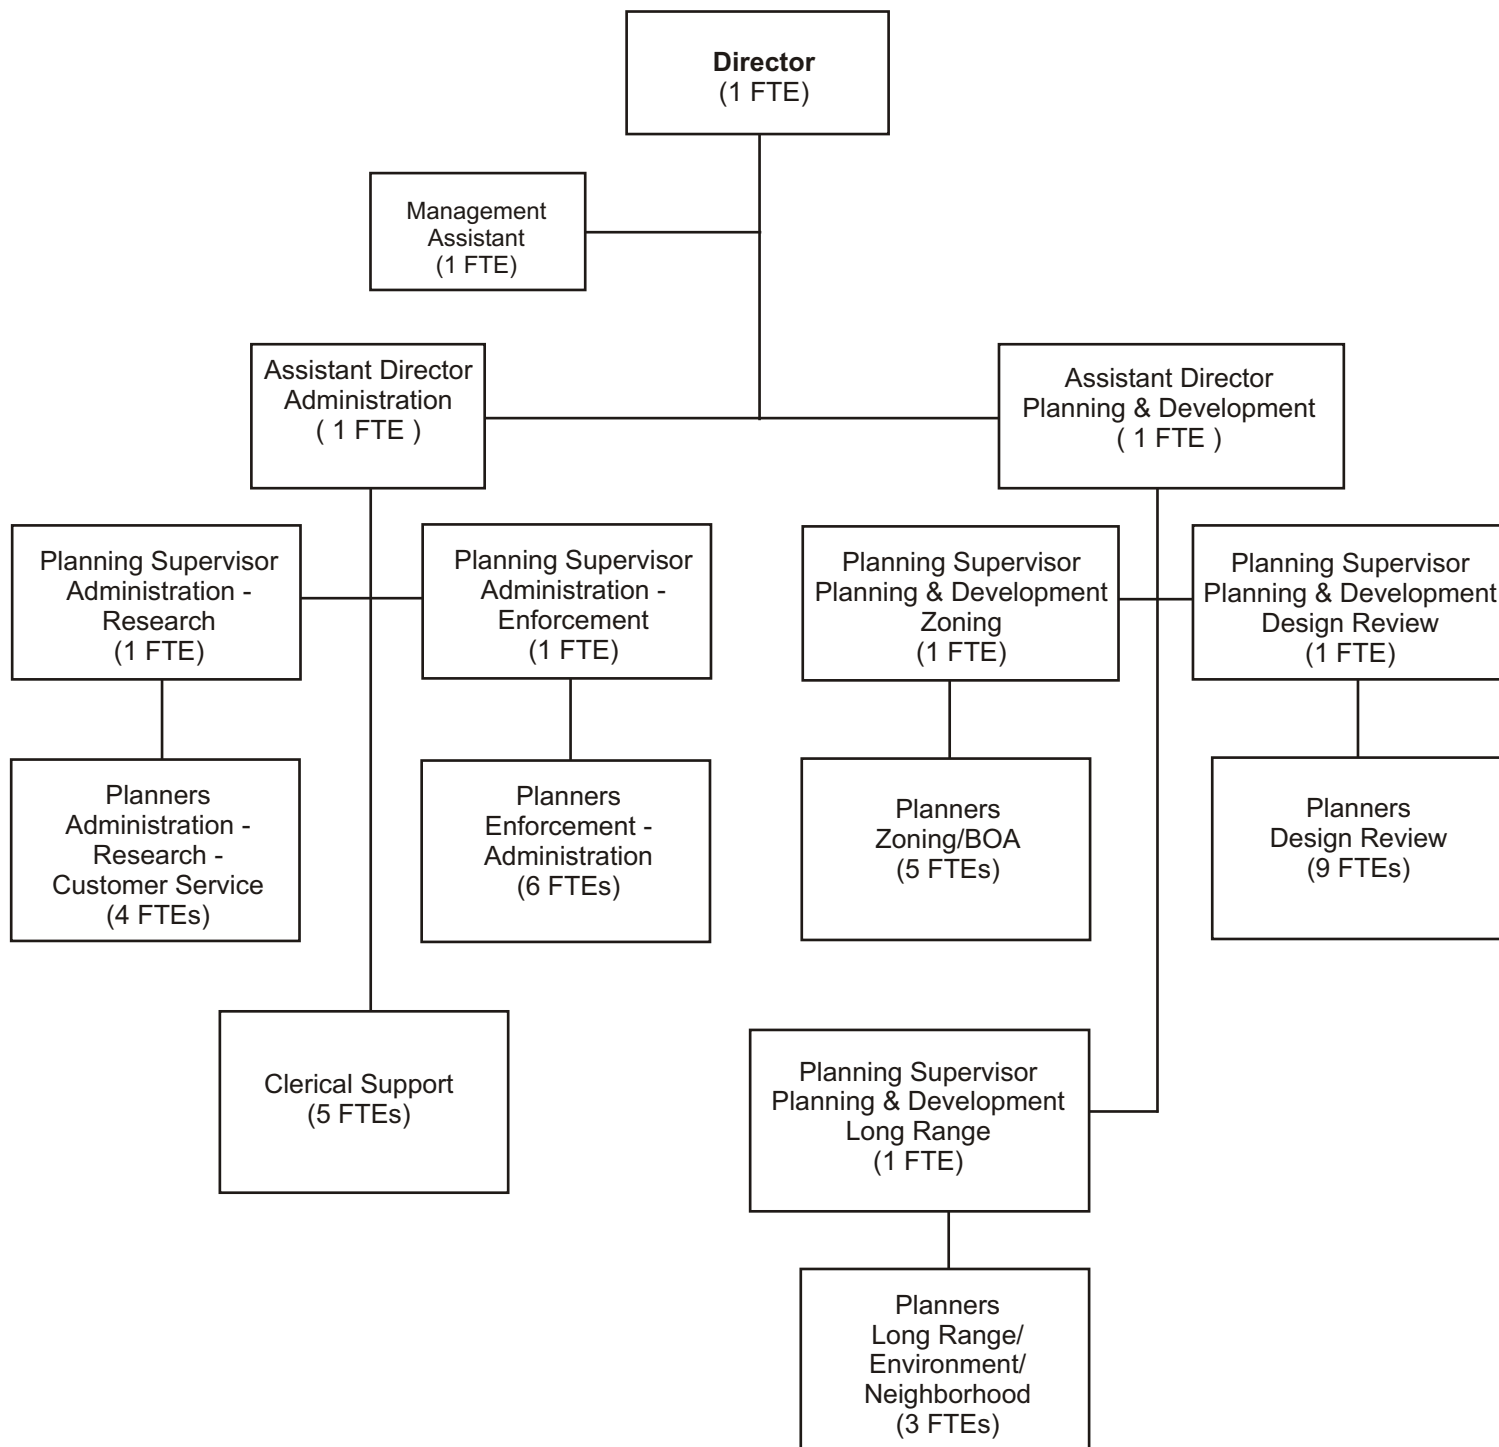 Director
(1 FTE)
Management
Assistant
(1 FTE)
Assistant Director
Administration
( 1 FTE )
Assistant Director
Planning & Development
( 1 FTE )
Planning Supervisor
Administration -
Research
(1 FTE)
Planning Supervisor
Administration -
Enforcement
(1 FTE)
Planning Supervisor
Planning & Development
Zoning
(1 FTE)
Planning Supervisor
Planning & Development
Design Review
(1 FTE)
Planners
Administration -
Research -
Customer Service
(4 FTEs)
Planners
Enforcement -
Administration
(6 FTEs)
Planners
Zoning/BOA
(5 FTEs)
Planners
Design Review
(9 FTEs)
Clerical Support
(5 FTEs)
Planning Supervisor
Planning & Development
Long Range
(1 FTE)
Planners
Long Range/
Environment/
Neighborhood
(3 FTEs)